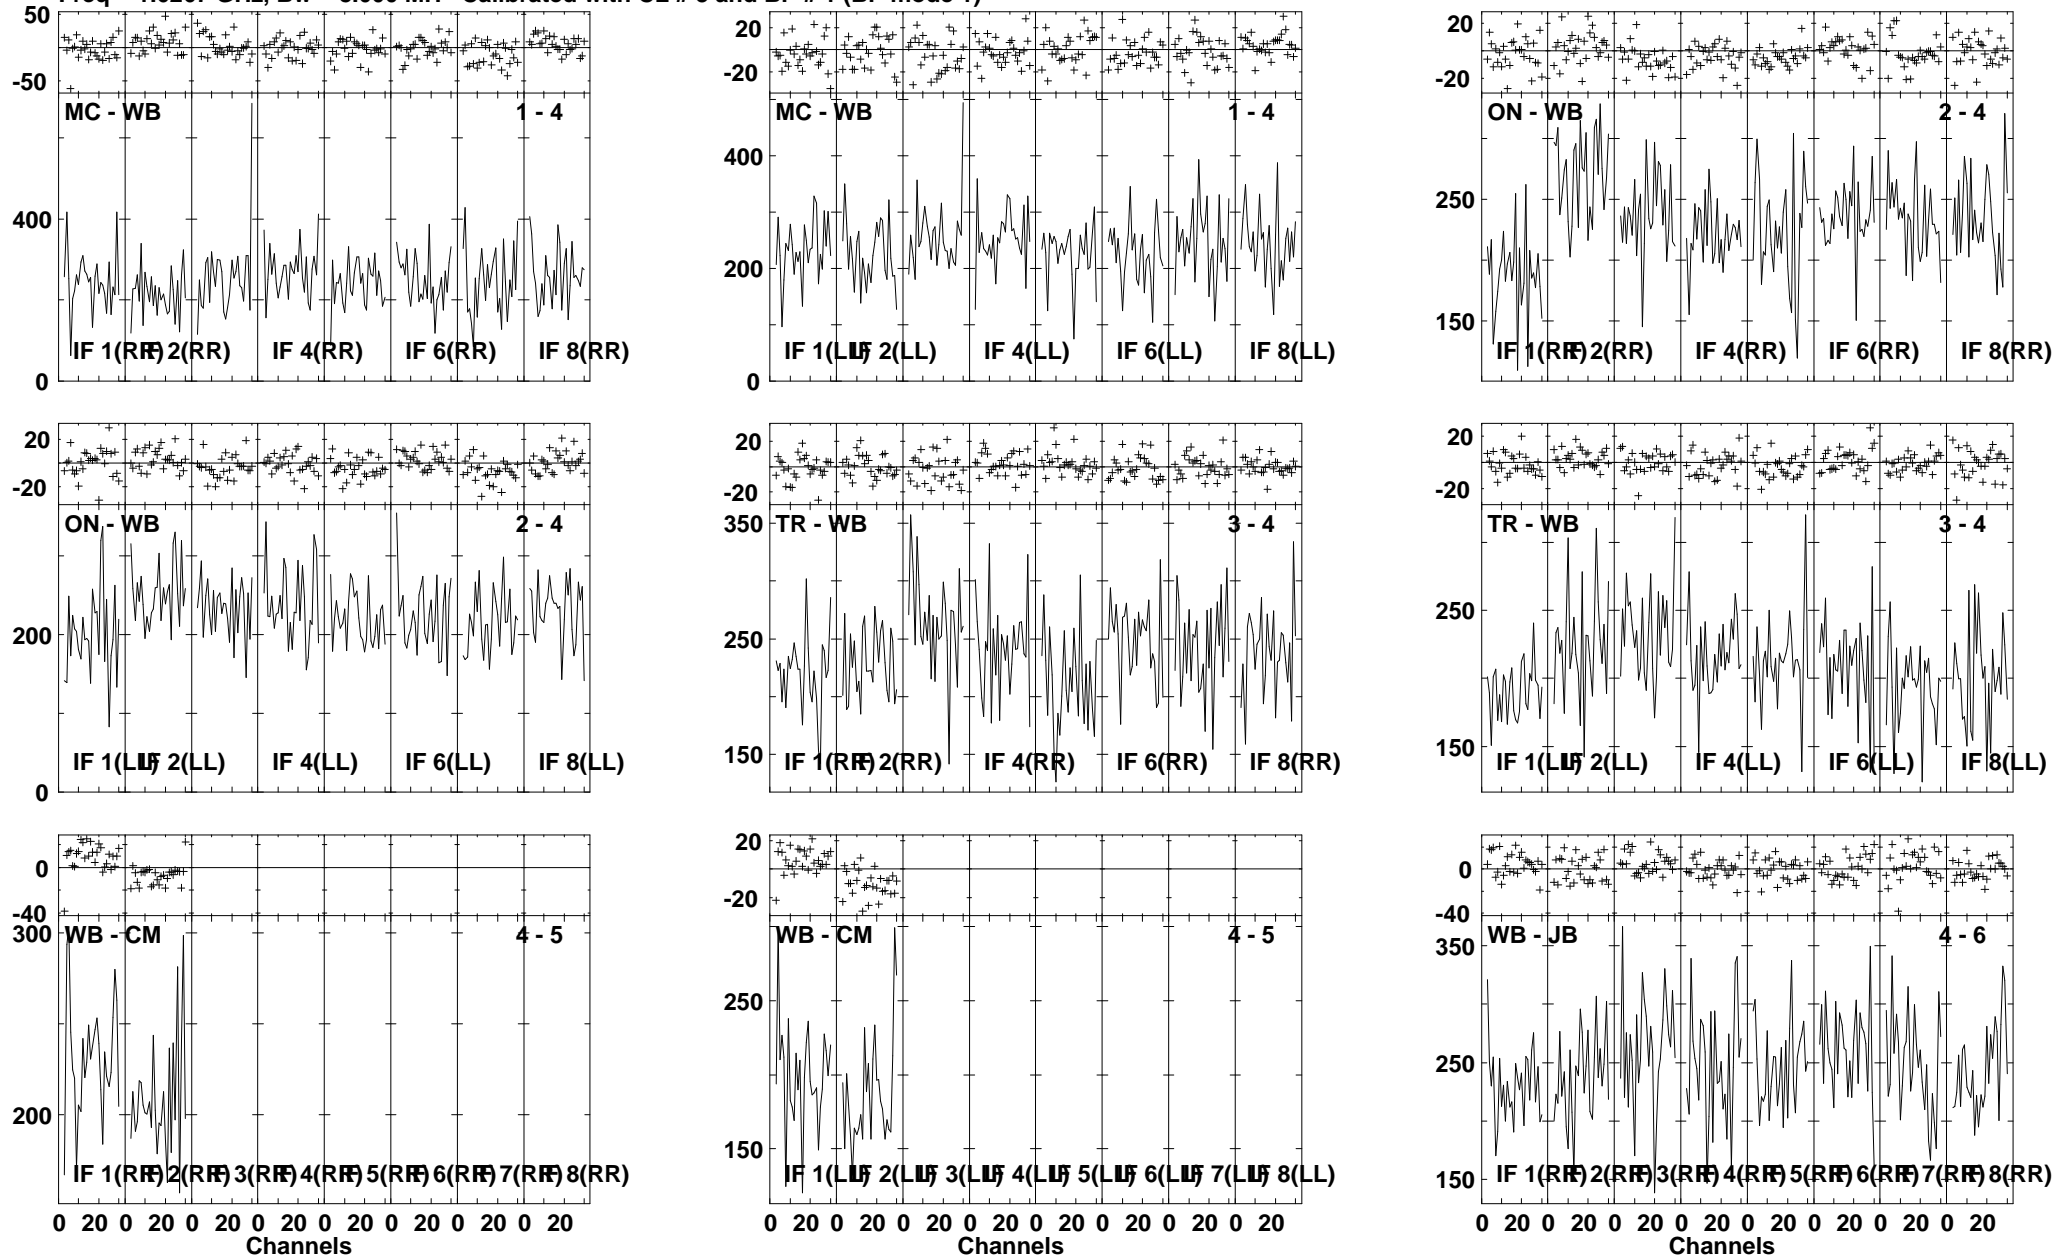 50
-50
MC - WB 1 - 4
400
0
IF 1(RR) IF 2(RR) IF 4(RR) IF 6(RR) IF 8(RR)
20
-20
MC - WB 1 - 4
400
200
0
IF 1(LL) IF 2(LL) IF 4(LL) IF 6(LL) IF 8(LL)
20
-20
ON - WB 2 - 4
250
150
IF 1(RR) IF 2(RR) IF 4(RR) IF 6(RR) IF 8(RR)
20
-20
ON - WB 2 - 4
200
0
IF 1(LL) IF 2(LL) IF 4(LL) IF 6(LL) IF 8(LL)
20
-20
TR - WB 3 - 4
350
250
150
IF 1(RR) IF 2(RR) IF 4(RR) IF 6(RR) IF 8(RR)
20
-20
TR - WB 3 - 4
250
150
IF 1(LL) IF 2(LL) IF 4(LL) IF 6(LL) IF 8(LL)
0
-40
WB - CM 4 - 5
300
200
IF 1(RR) IF 2(RR) IF 3(RR) IF 4(RR) IF 5(RR) IF 6(RR) IF 7(RR) IF 8(RR)
0 20 0 20 0 20 0 20 0 20 0 20 0 20 0 20
Channels
20
-20
WB - CM 4 - 5
250
150
IF 1(LL) IF 2(LL) IF 3(LL) IF 4(LL) IF 5(LL) IF 6(LL) IF 7(LL) IF 8(LL)
0 20 0 20 0 20 0 20 0 20 0 20 0 20 0 20
Channels
0
-40
WB - JB 4 - 6
350
250
150
IF 1(RR) IF 2(RR) IF 3(RR) IF 4(RR) IF 5(RR) IF 6(RR) IF 7(RR) IF 8(RR)
0 20 0 20 0 20 0 20 0 20 0 20 0 20 0 20
Channels